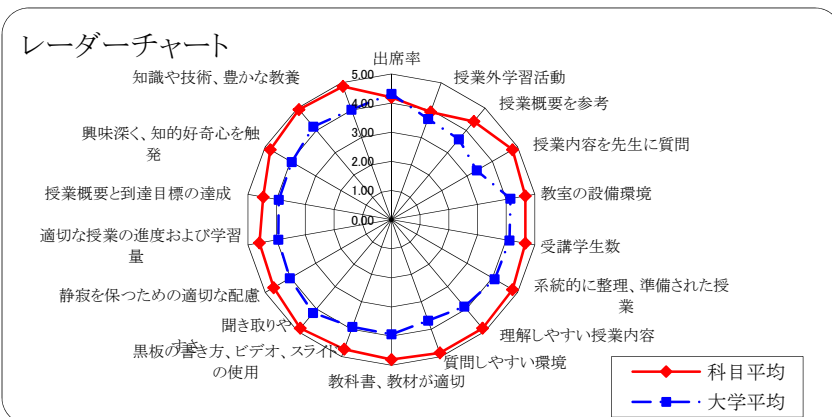 レーダーチャート
出席率
授業外学習活動
授業概要を参考
授業内容を先生に質問
教室の設備環境
受講学生数
系統的に整理、準備された授
業
理解しやすい授業内容
質問しやすい環境
教科書、教材が適切
黒板の書き方、ビデオ、スライド
の使用
聞き取りや
すさ
静寂を保つための適切な配慮
適切な授業の進度および学習
量
授業概要と到達目標の達成
興味深く、知的好奇心を触
発
知識や技術、豊かな教養
5.00
4.00
3.00
2.00
1.00
0.00
科目平均
大学平均